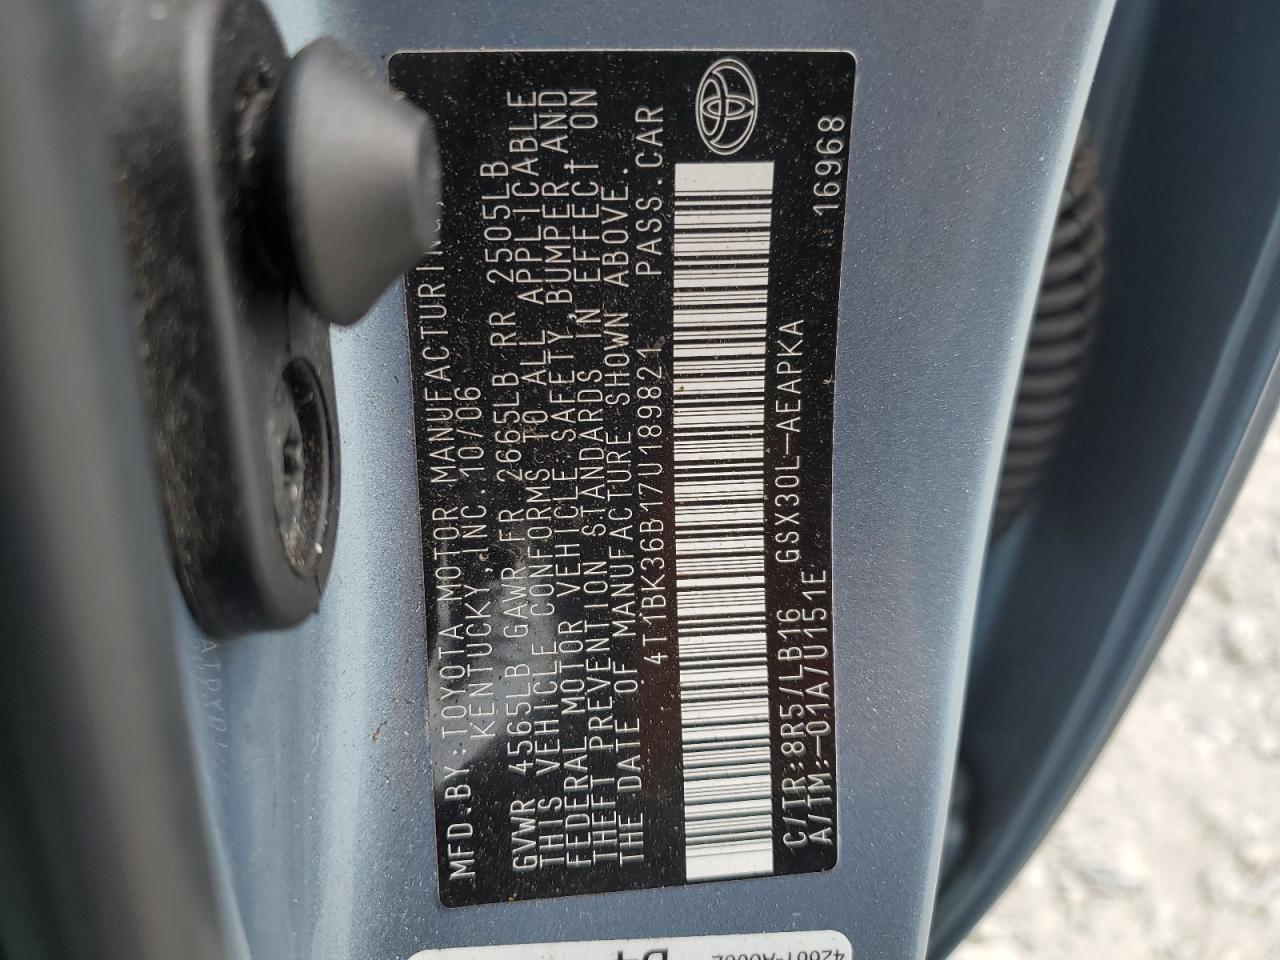 MFD.BY:TOYOTA MOTOR MANUFACTURING
KENTUCKY,INC.10/06
GVWR 4565LB GAWR FR 2665LB RR 2505LB
THIS VEHICLE CONFORMS TO ALL APPLICABLE
FEDERAL MOTOR VEHICLE SAFETY,BUMPER AND
THEFT PREVENTION STANDARDS IN EFFECT ON
THE DATE OF MANUFACTURE SHOWN ABOVE.
4T1BK36B17U189821 PASS.CAR
C/TR:8R5/LB16 GSX30L-AEAPKA
A/TM:-01A7U151E 16968